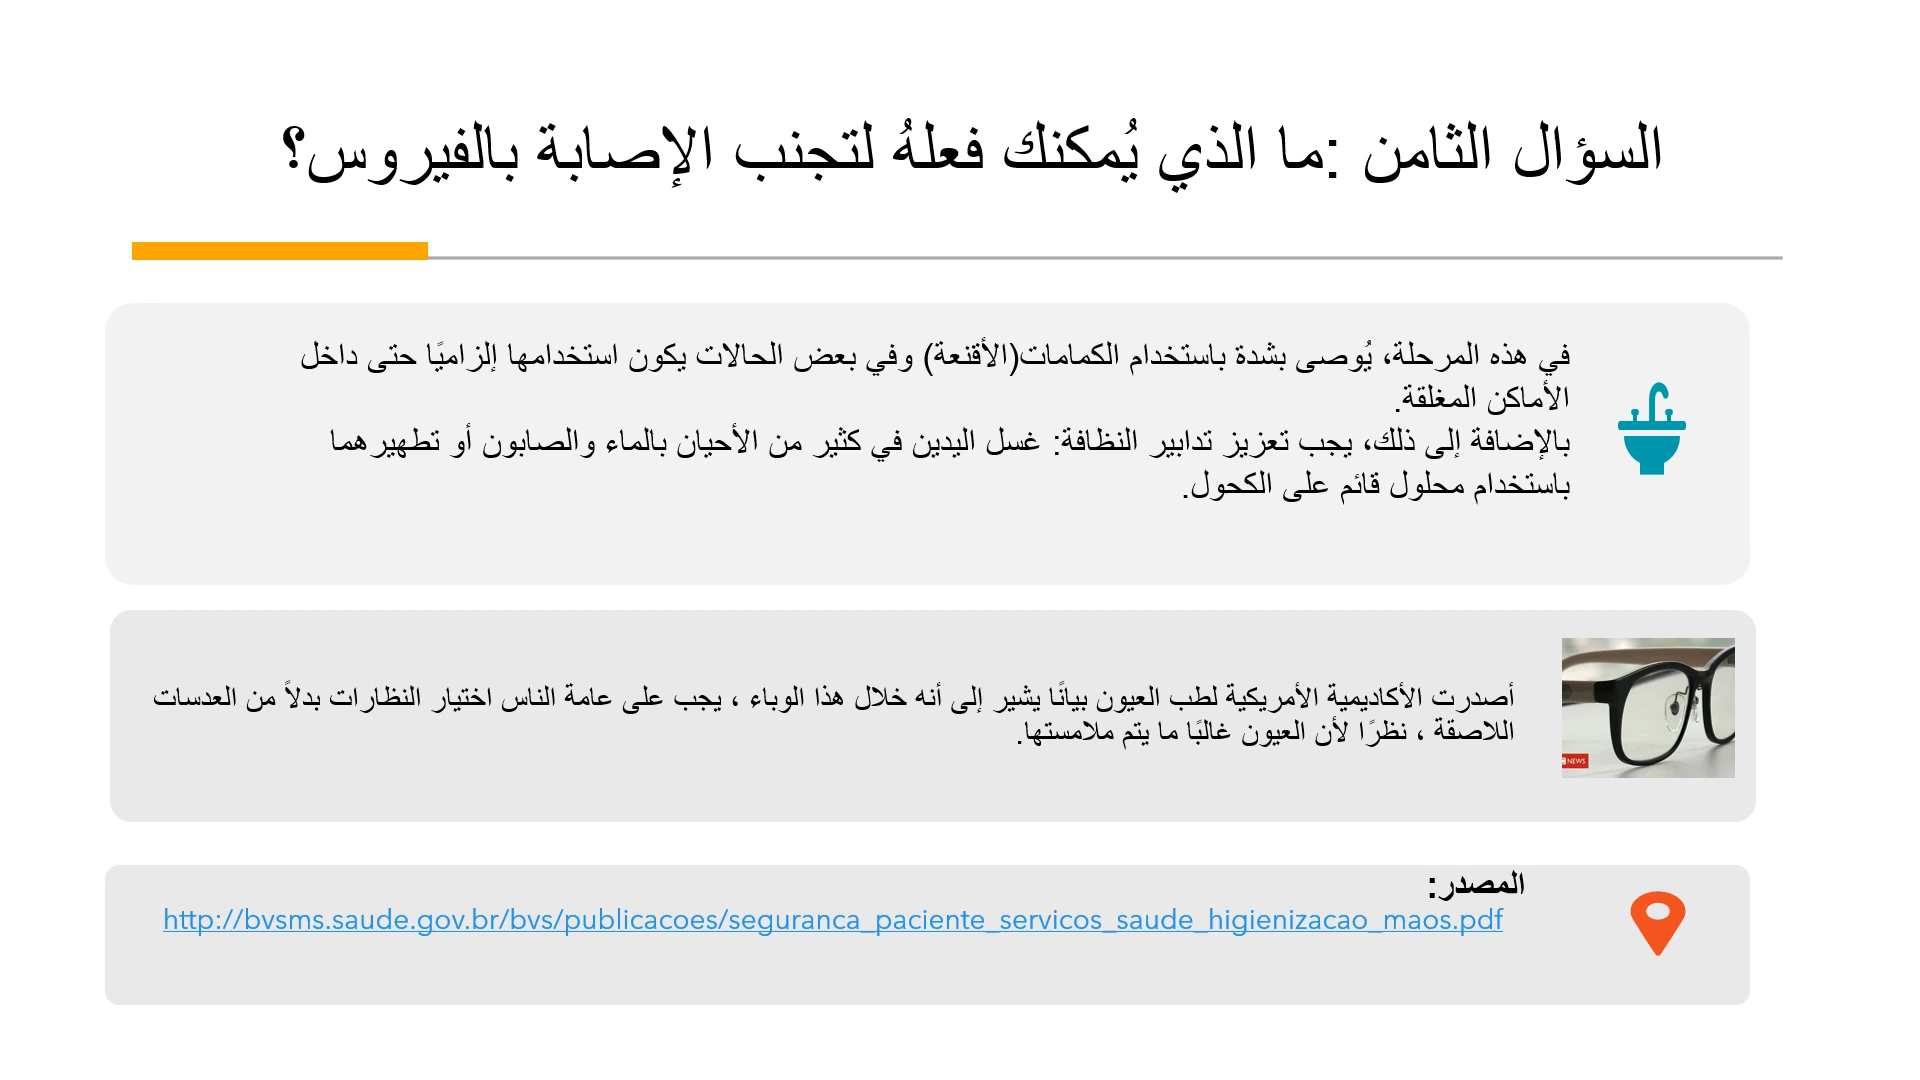 السؤال الثامن :ما الذي يُمكنك فعلهُ لتجنب الإصابة بالفيروس؟
في هذه المرحلة، يُوصى بشدة باستخدام الكمامات(الأقنعة) وفي بعض الحالات يكون استخدامها إلزاميًا حتى داخل
الأماكن المغلقة.
بالإضافة إلى ذلك، يجب تعزيز تدابير النظافة: غسل اليدين في كثير من الأحيان بالماء والصابون أو تطهيرهما
باستخدام محلول قائم على الكحول.
أصدرت الأكاديمية الأمريكية لطب العيون بيانًا يشير إلى أنه خلال هذا الوباء ، يجب على عامة الناس اختيار النظارات بدلاً من العدسات
اللاصقة ، نظرًا لأن العيون غالبًا ما يتم ملامستها.
NEWS
المصدر:
http://bvsms.saude.gov.br/bvs/publicacoes/seguranca_paciente_servicos_saude_higienizacao_maos.pdf